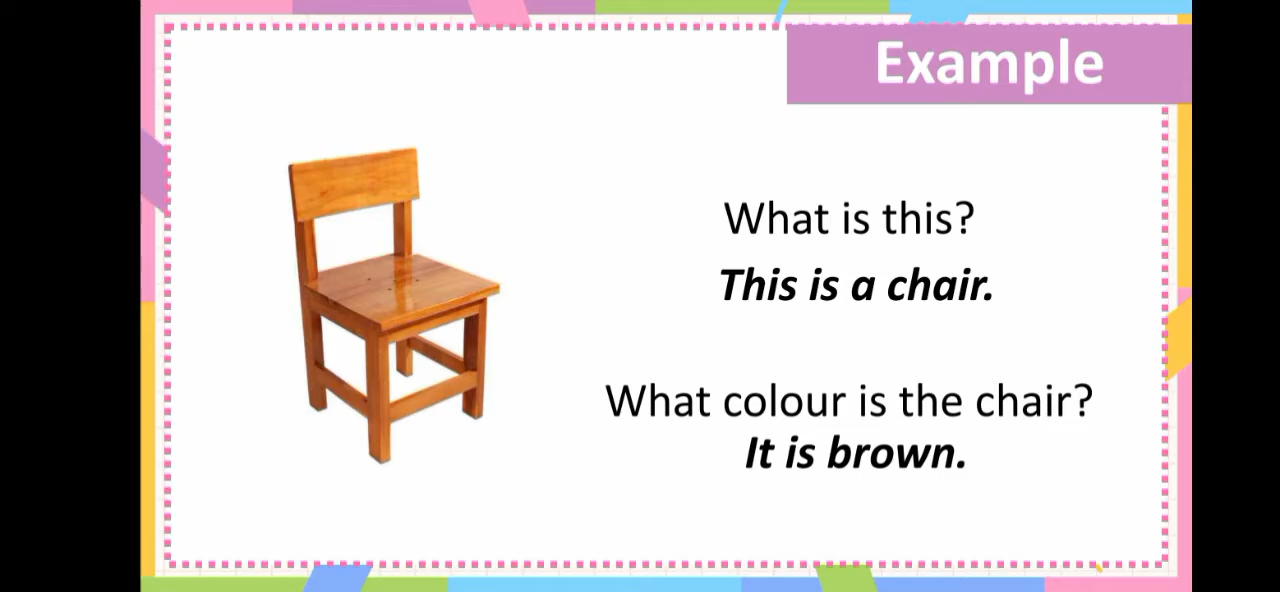 Example
What is this?
This is a chair.
What colour is the chair?
It is brown.